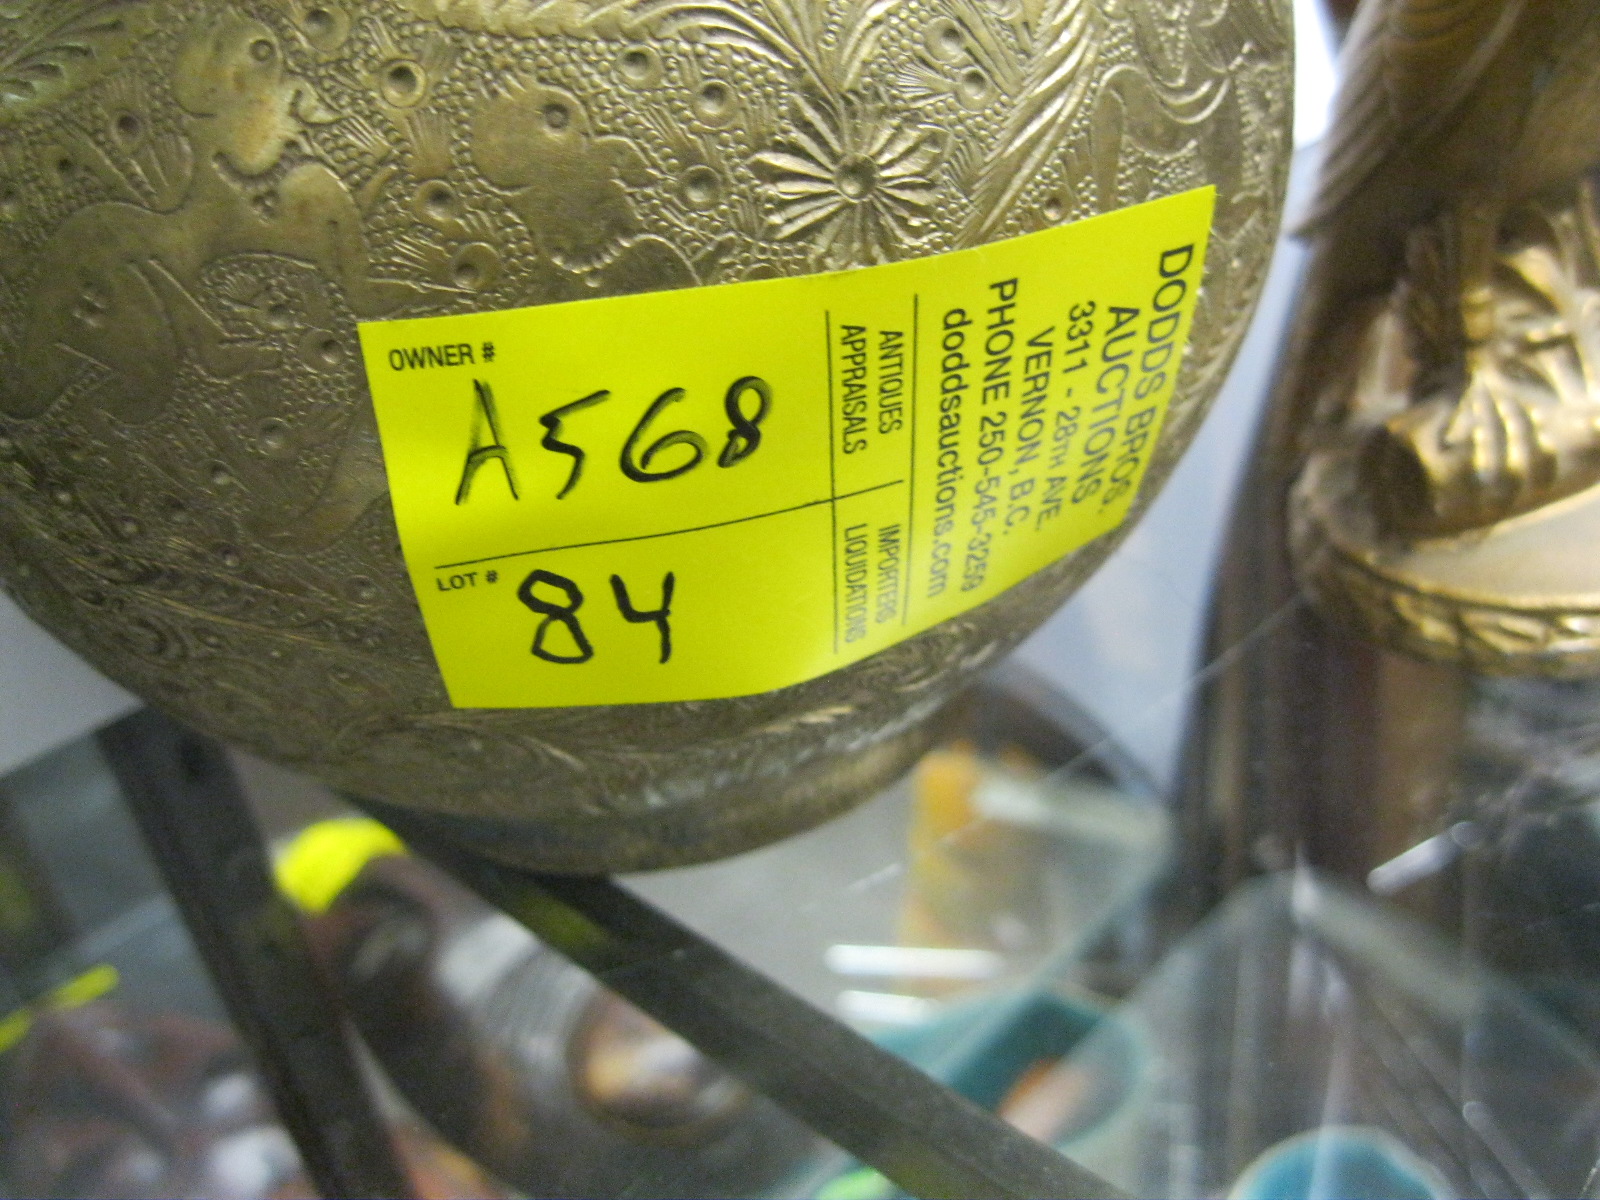 DODDS BROS.
AUCTIONS
3311 - 28TH AVE.
VERNON, B.C.
PHONE 250-545-3259
doddsauctions.com
ANTIQUES IMPORTERS
APPRAISALS LIQUIDATIONS
OWNER #
A568
LOT #
84